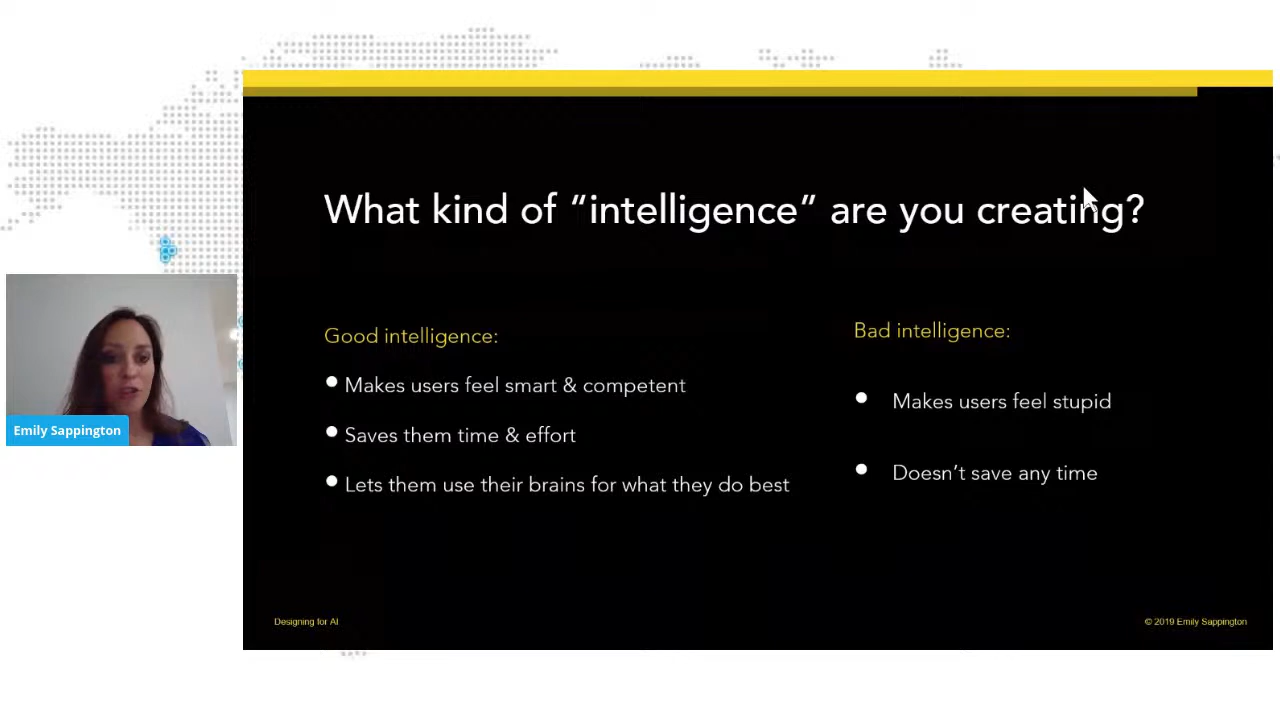 What kind of “intelligence” are you creating?
Good intelligence:
Makes users feel smart & competent
Saves them time & effort
Lets them use their brains for what they do best
Bad intelligence:
Makes users feel stupid
Doesn’t save any time
Emily Sappington
Designing for AI
© 2019 Emily Sappington